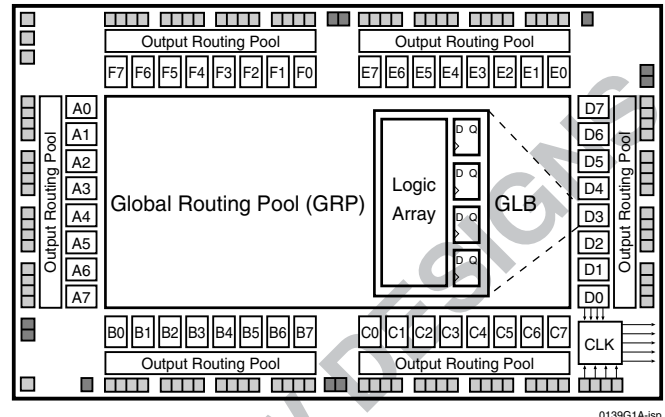 Output Routing Pool Output Routing Pool
F7 F6 F5 F4 F3 F2 F1 F0 E7 E6 E5 E4 E3 E2 E1 E0
Output Routing Pool
A0
A1
A2
A3
A4
A5
A6
A7
Global Routing Pool (GRP)
Logic
Array
D Q
D Q
D Q
D Q
GLB
D7
D6
D5
D4
D3
D2
D1
D0
Output Routing Pool
B0 B1 B2 B3 B4 B5 B6 B7 C0 C1 C2 C3 C4 C5 C6 C7
CLK
Output Routing Pool Output Routing Pool
DESIGNS
0139G1A-isp